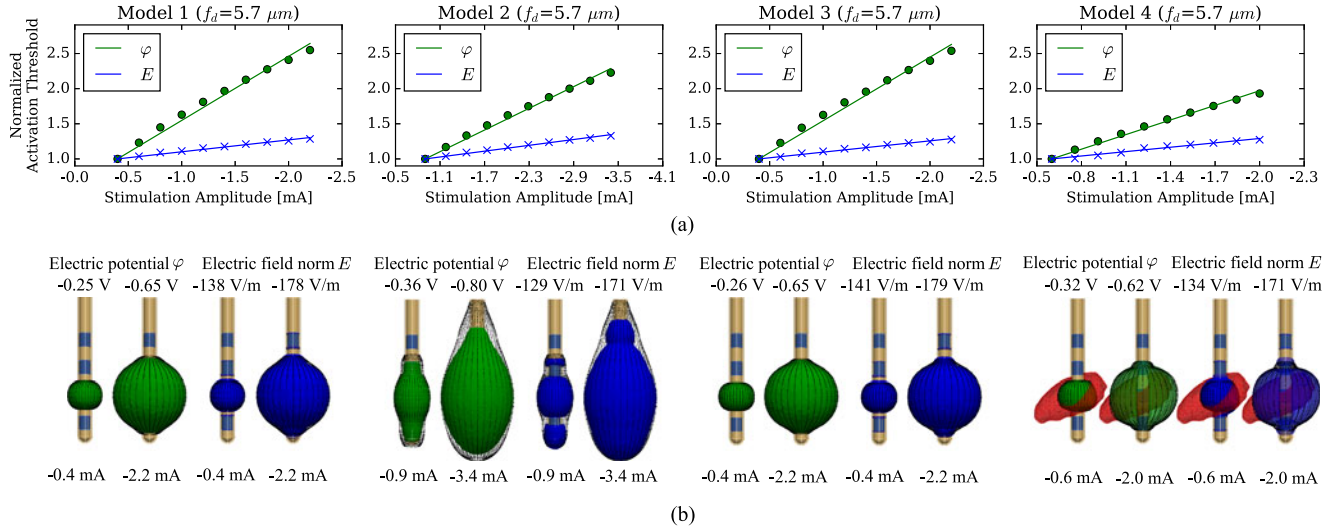 Model 1 (f_d=5.7 μm) Model 2 (f_d=5.7 μm) Model 3 (f_d=5.7 μm) Model 4 (f_d=5.7 μm)
Normalized
Activation Threshold
2.5 2.0 1.5 1.0
φ
E
-0.0 -0.5 -1.0 -1.5 -2.0 -2.5
Stimulation Amplitude [mA]
2.5 2.0 1.5 1.0
φ
E
-0.5 -1.1 -1.7 -2.3 -2.9 -3.5 -4.1
Stimulation Amplitude [mA]
2.5 2.0 1.5 1.0
φ
E
-0.0 -0.5 -1.0 -1.5 -2.0 -2.5
Stimulation Amplitude [mA]
2.5 2.0 1.5 1.0
φ
E
-0.5 -0.8 -1.1 -1.4 -1.7 -2.0 -2.3
Stimulation Amplitude [mA]
(a)
Electric potential φ Electric field norm E
-0.25 V -0.65 V -138 V/m -178 V/m
-0.4 mA -2.2 mA -0.4 mA -2.2 mA
Electric potential φ Electric field norm E
-0.36 V -0.80 V -129 V/m -171 V/m
-0.9 mA -3.4 mA -0.9 mA -3.4 mA
Electric potential φ Electric field norm E
-0.26 V -0.65 V -141 V/m -179 V/m
-0.4 mA -2.2 mA -0.4 mA -2.2 mA
Electric potential φ Electric field norm E
-0.32 V -0.62 V -134 V/m -171 V/m
-0.6 mA -2.0 mA -0.6 mA -2.0 mA
(b)